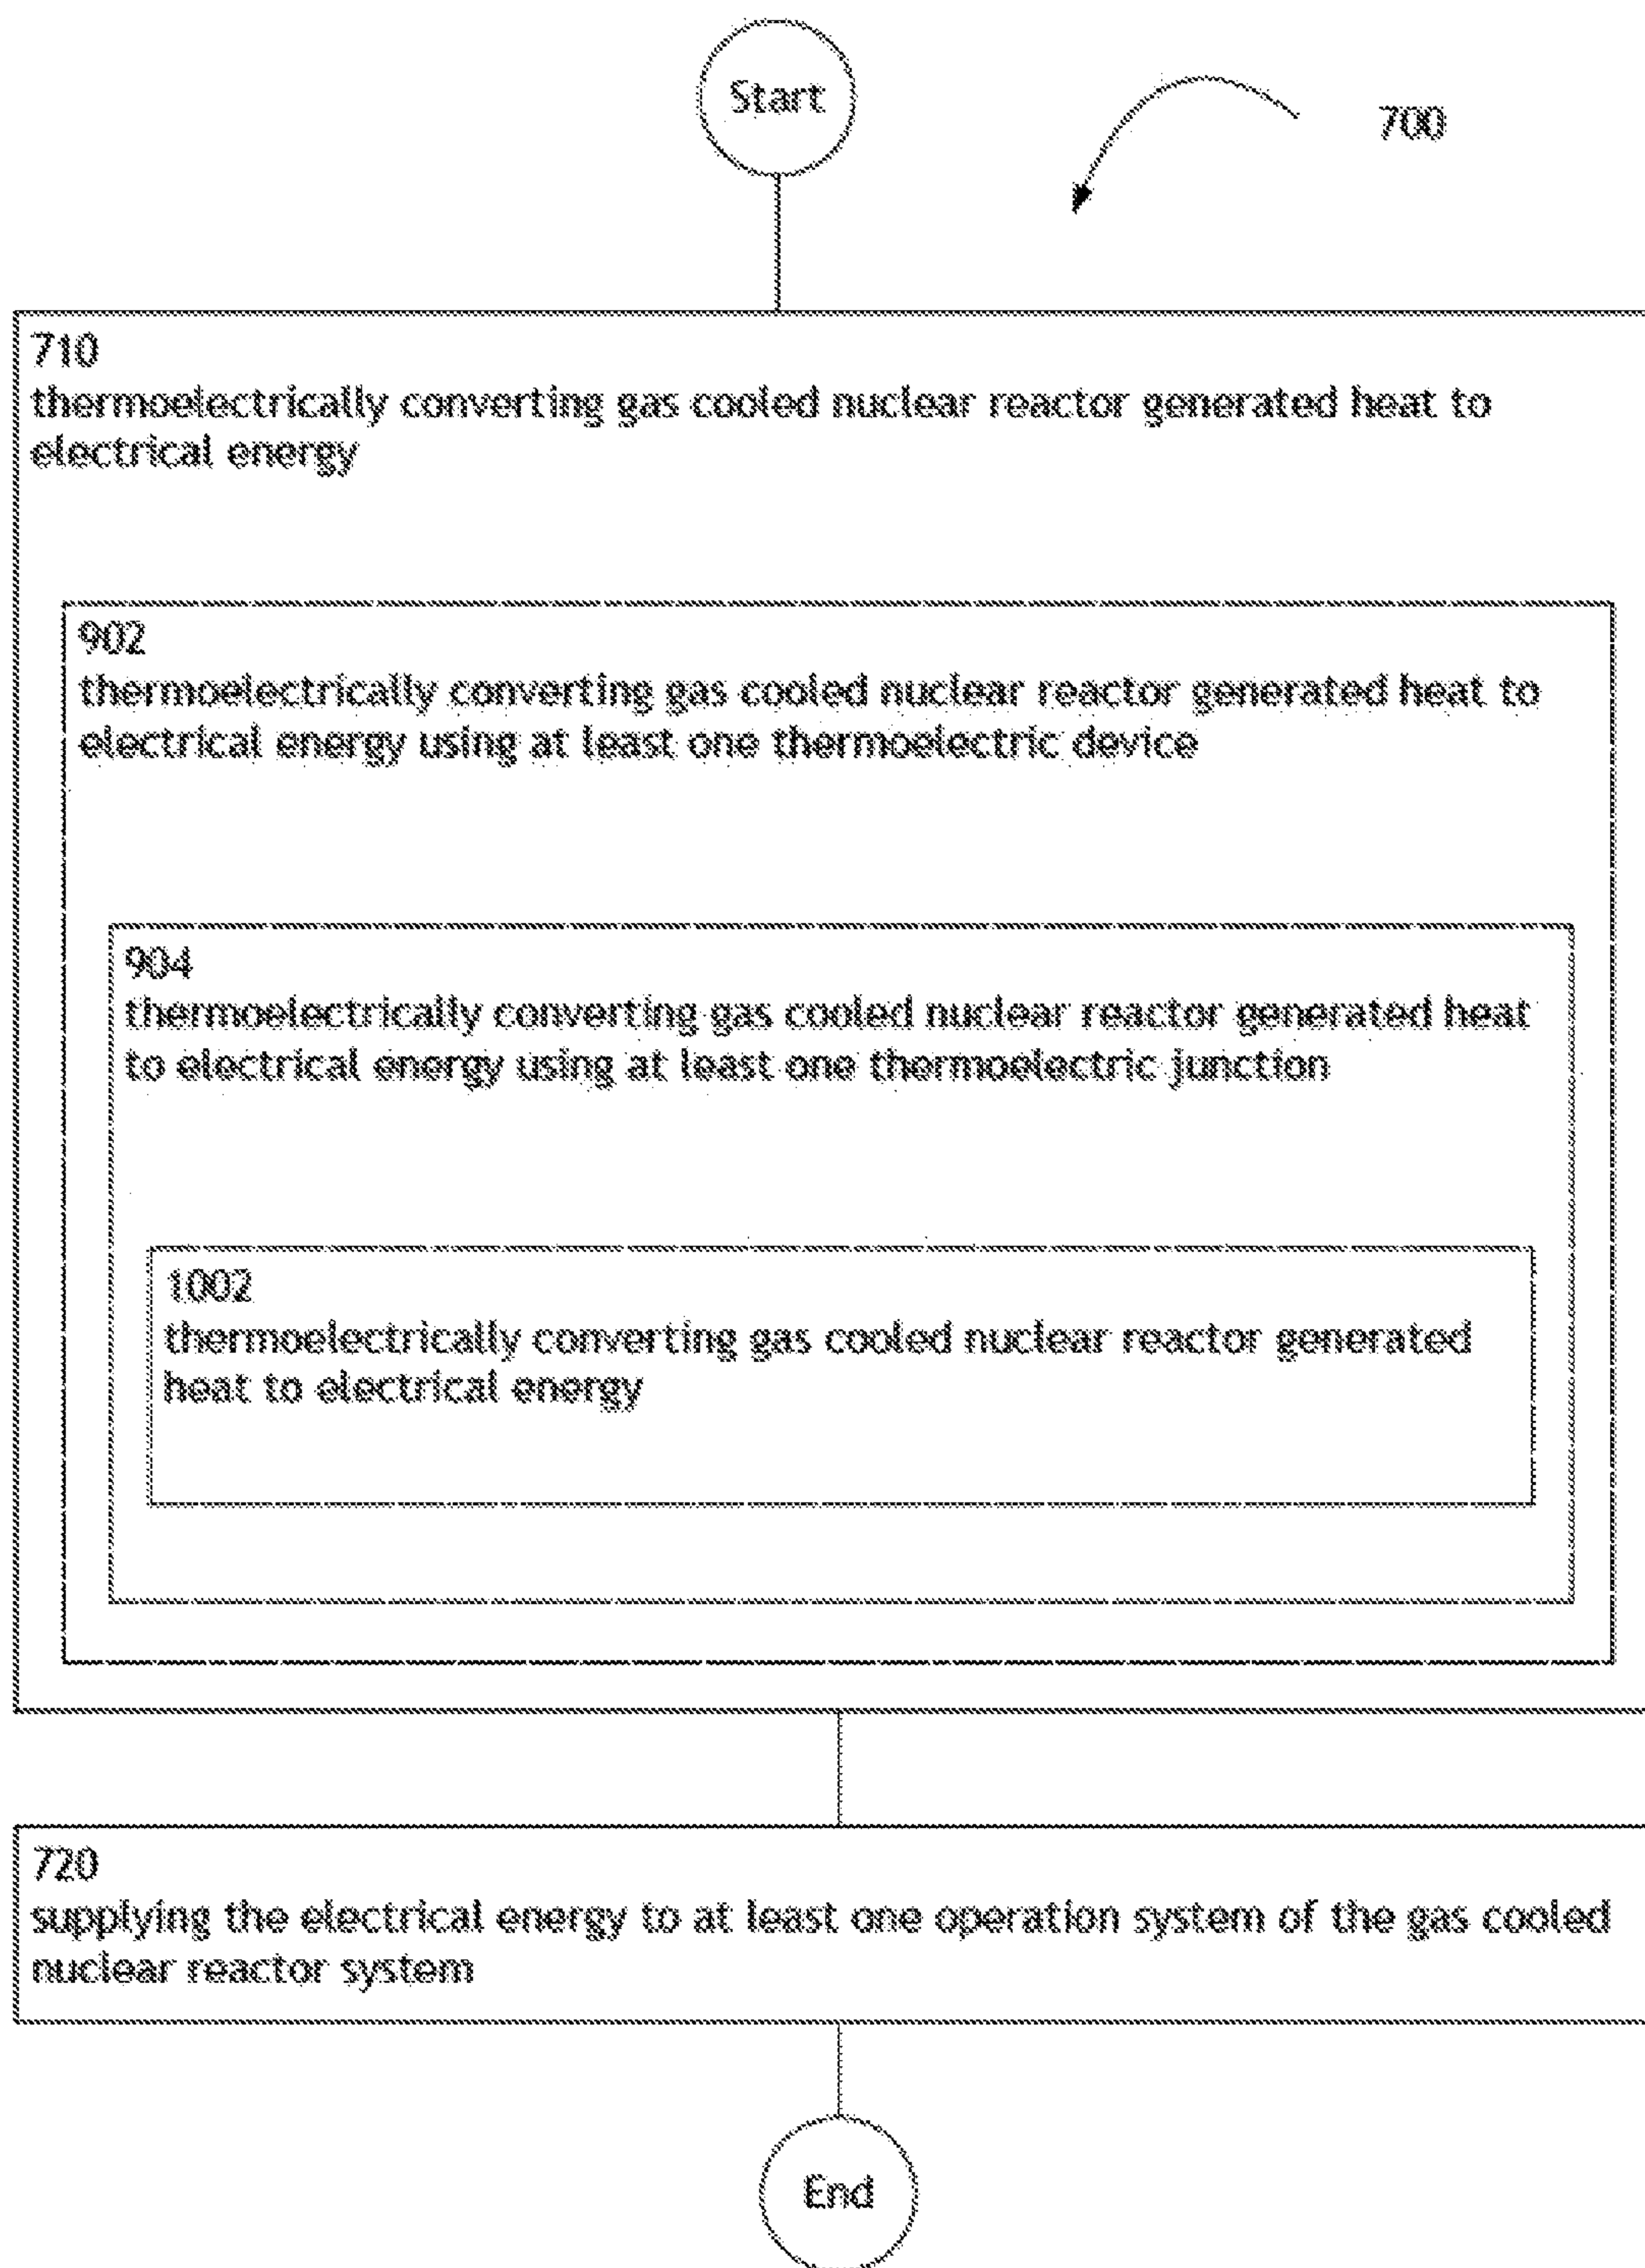 Start
700
710
thermoelectrically converting gas cooled nuclear reactor generated heat to
electrical energy
902
thermoelectrically converting gas cooled nuclear reactor generated heat to
electrical energy using at least one thermoelectric device
904
thermoelectrically converting gas cooled nuclear reactor generated heat
to electrical energy using at least one thermoelectric junction
1002
thermoelectrically converting gas cooled nuclear reactor generated
heat to electrical energy
720
supplying the electrical energy to at least one operation system of the gas cooled
nuclear reactor system
End